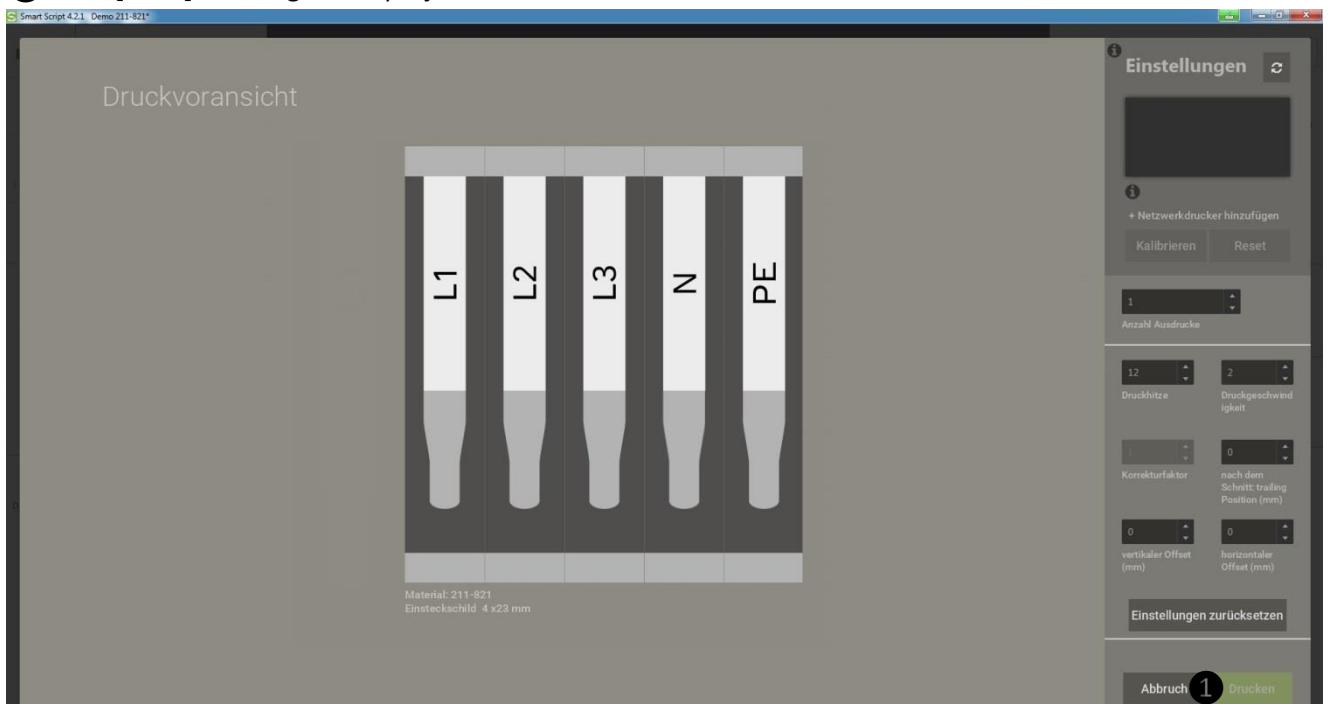 Smart Script 4.2.1 Demo 211-821*
Druckvoransicht
L1
L2
L3
N
PE
Material: 211-821
Einsteckschild 4 x23 mm
Einstellungen
+ Netzwerkdrucker hinzufügen
Kalibrieren Reset
1
Anzahl Ausdrucke
12 2
Druckhitze Druckgeschwind
igkeit
1 0
Korrekturfaktor nach dem
Schnitt: trailing
Position (mm)
0 0
vertikaler Offset horizontaler
(mm) Offset (mm)
Einstellungen zurücksetzen
Abbruch 1 Drucken